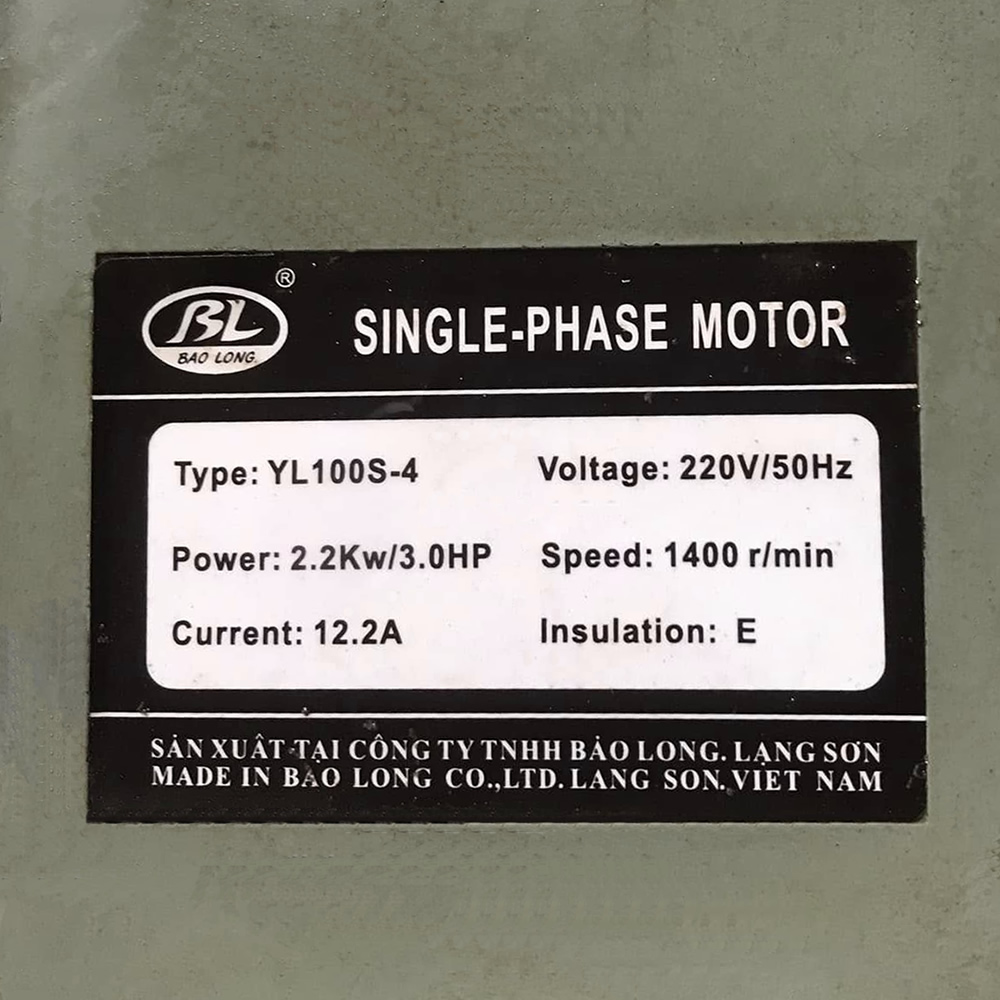 BL ®
BAO LONG.
SINGLE-PHASE MOTOR
Type: YL100S-4 Voltage: 220V/50Hz
Power: 2.2Kw/3.0HP Speed: 1400 r/min
Current: 12.2A Insulation: E
SẢN XUẤT TẠI CÔNG TY TNHH BẢO LONG. LẠNG SƠN
MADE IN BAO LONG CO.,LTD. LANG SON. VIET NAM